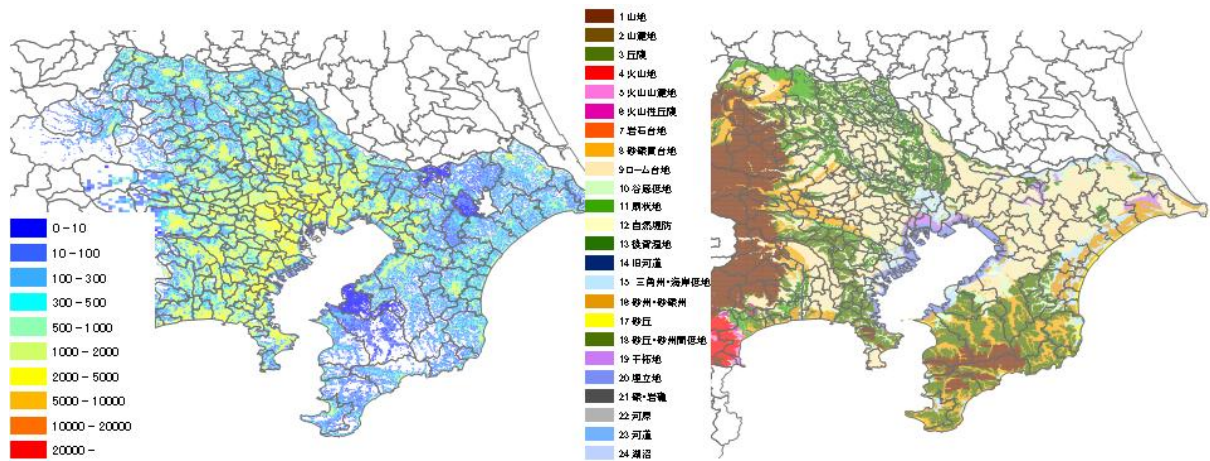 0-10
10-100
100-300
300-500
500-1000
1000-2000
2000-5000
5000-10000
10000-20000
20000-
1 山地
2 山麓地
3 丘陵
4 火山地
5 火山山麓地
6 火山性丘陵
7 岩石台地
8 砂礫質台地
9 ローム台地
10 谷底低地
11 扇状地
12 自然堤防
13 後背湿地
14 旧河道
15 三角州・海岸低地
16 砂州・砂礫州
17 砂丘
18 砂丘・砂州間低地
19 干拓地
20 埋立地
21 礫・岩礁
22 河原
23 河道
24 湖沼